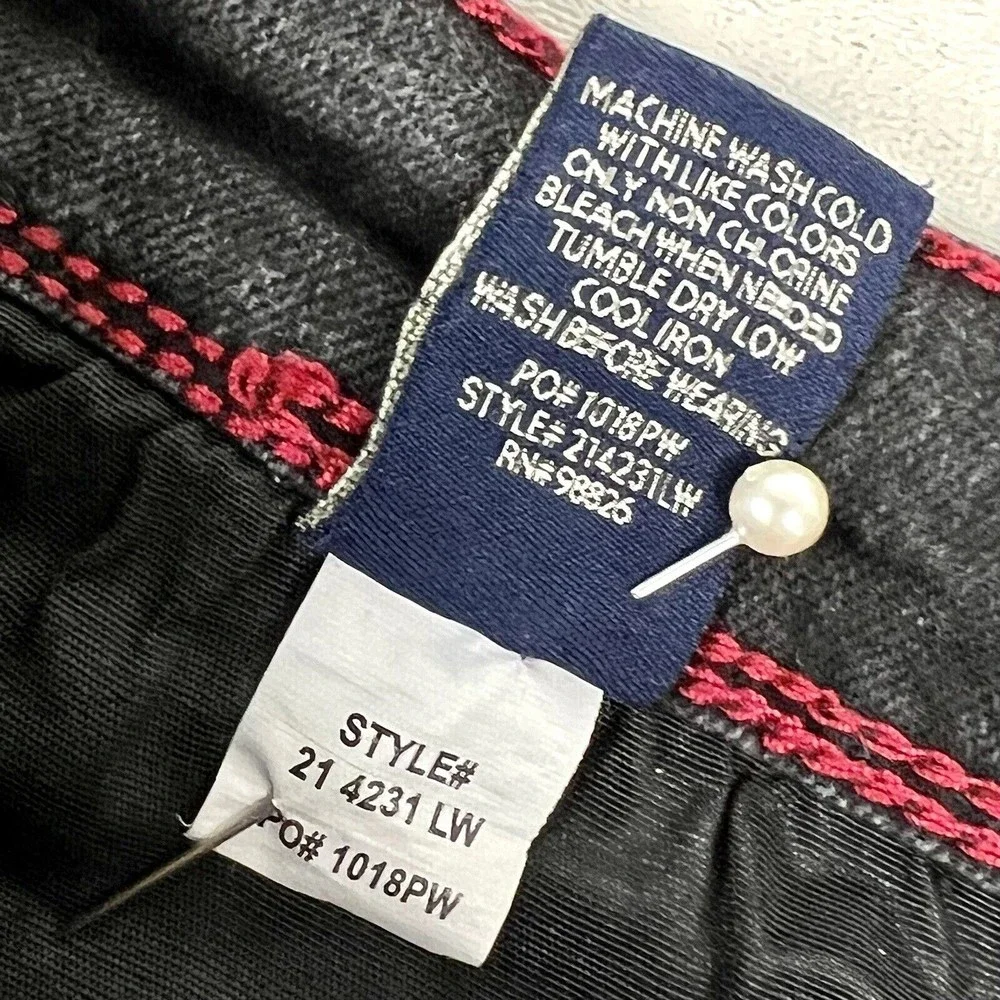 MACHINE WASH COLD
WITH LIKE COLORS
ONLY NON CHLORINE
BLEACH WHEN NEEDED
TUMBLE DRY LOW
COOL IRON
WASH BEFORE WEARING
PO# 1018PW
STYLE# 214231LW
RN# 98826
STYLE#
21 4231 LW
PO# 1018PW